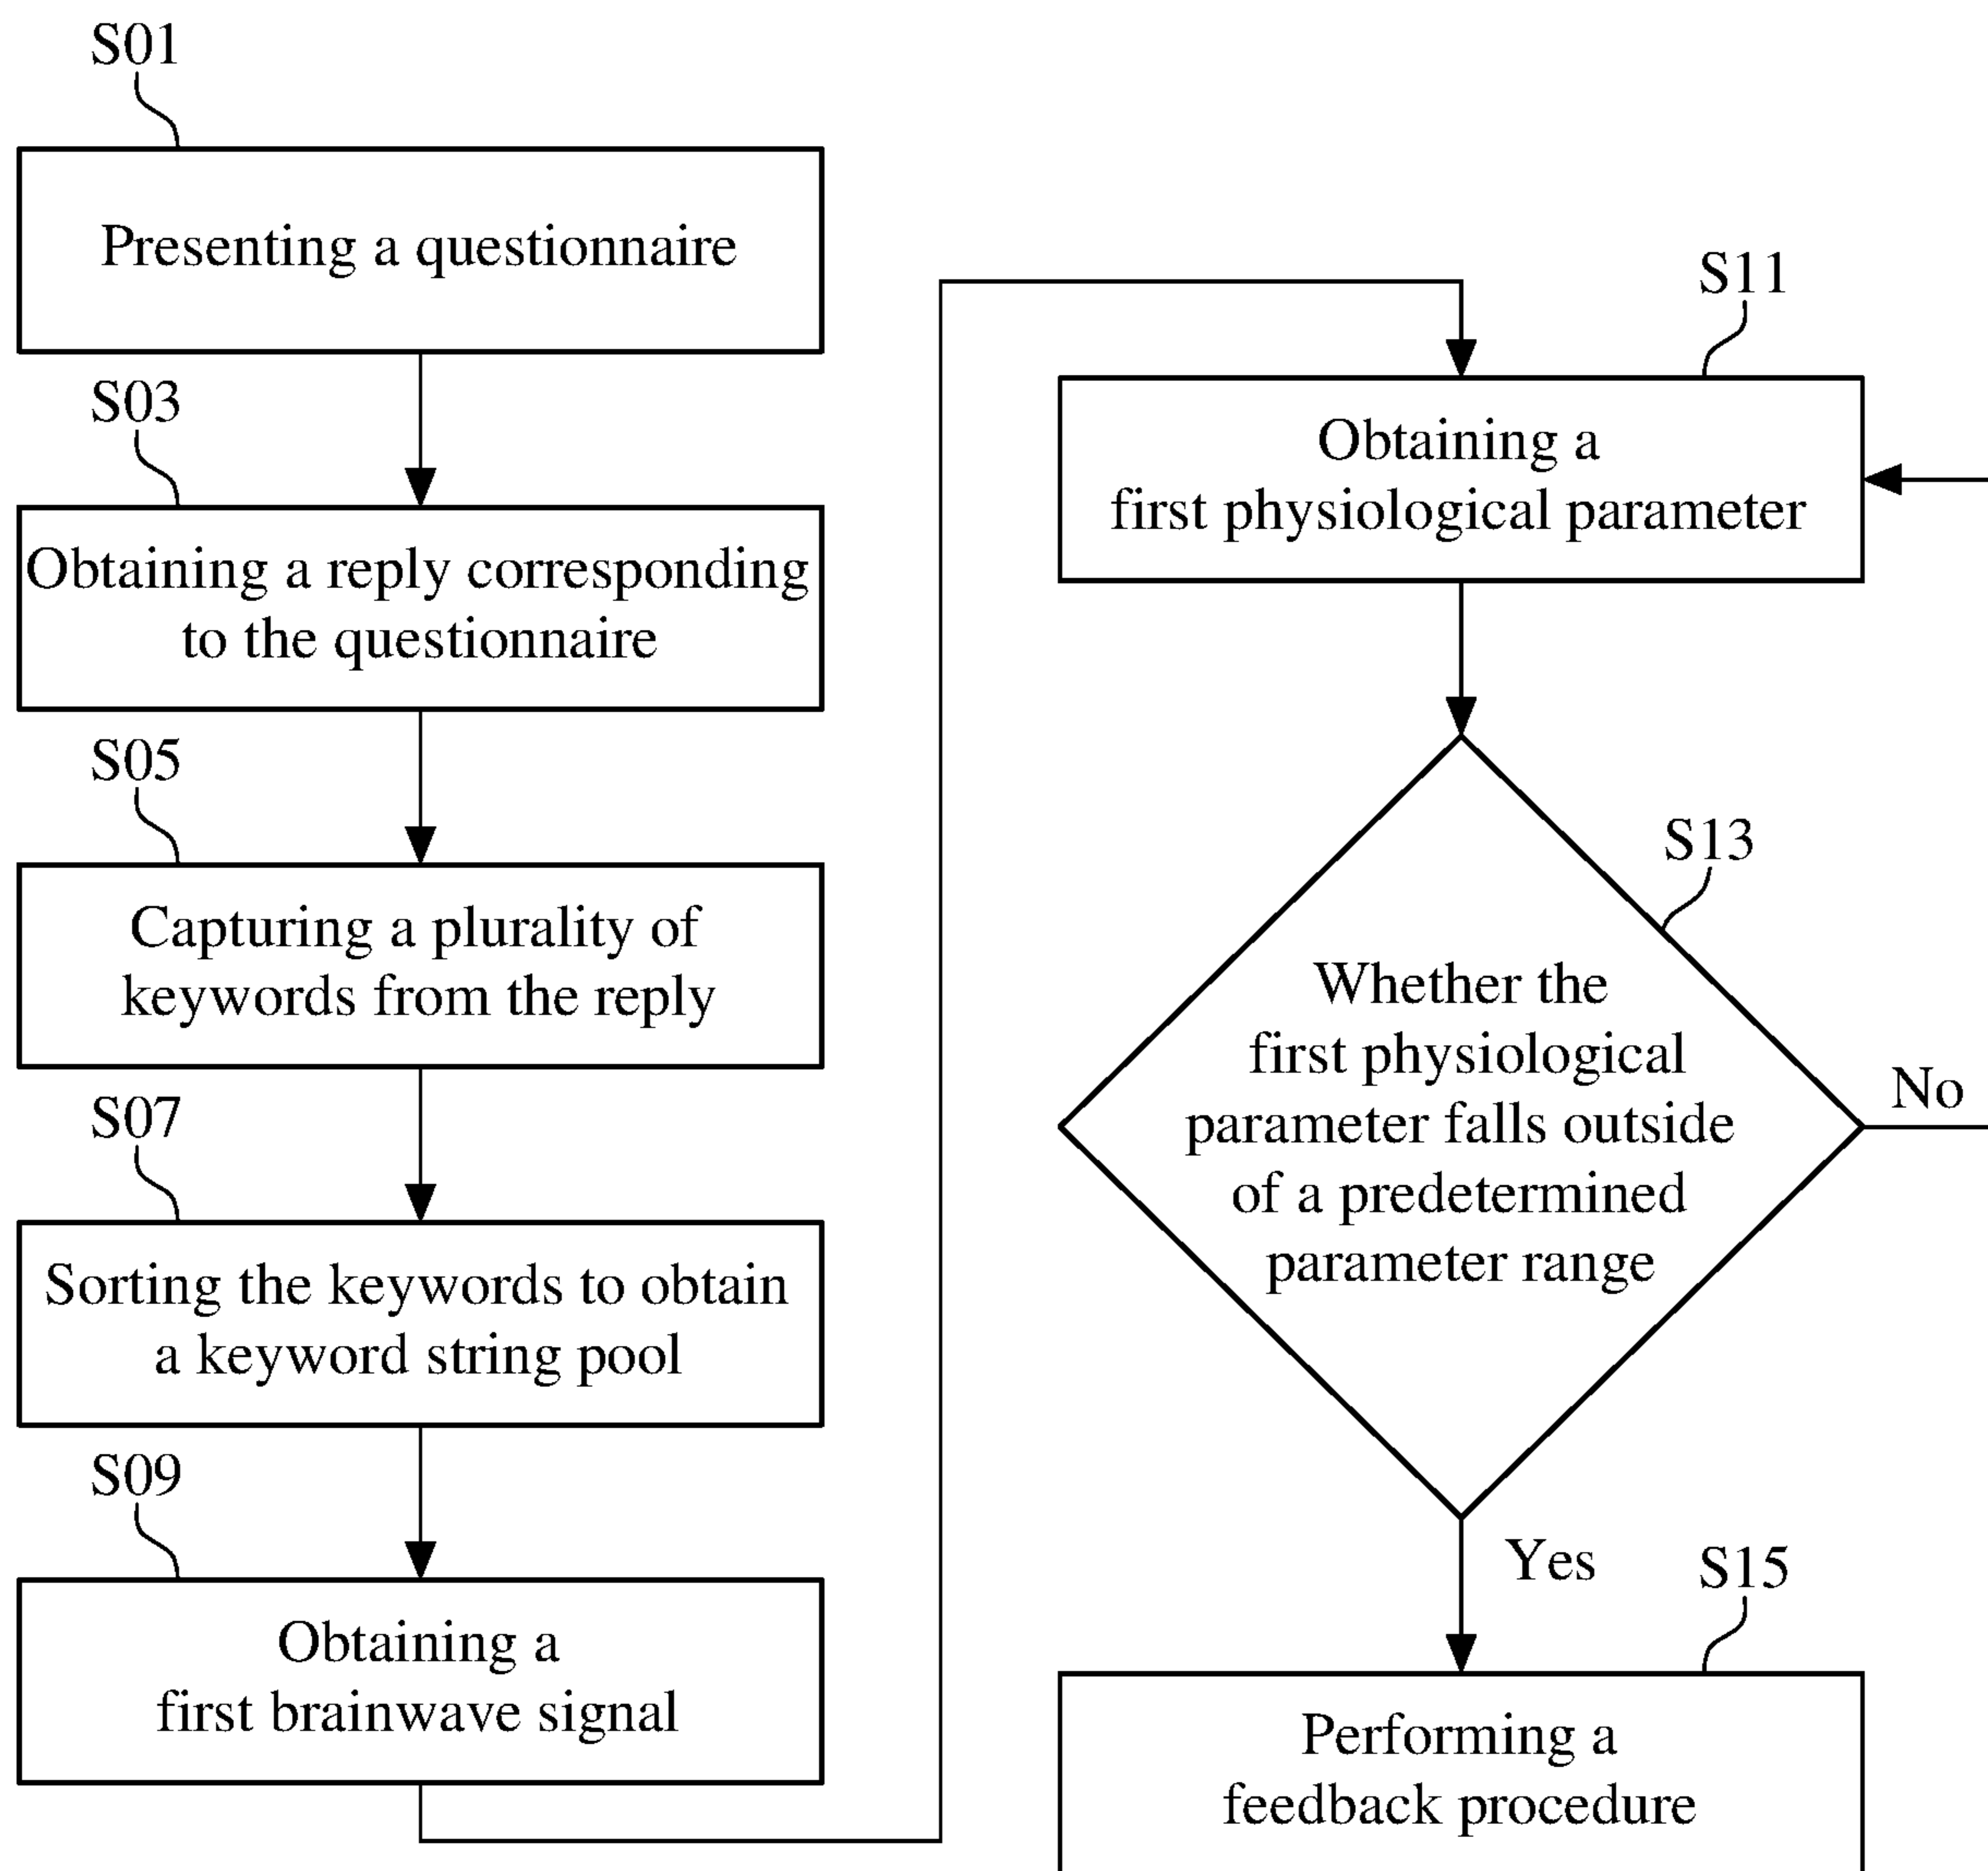 S01
Presenting a questionnaire
S03
Obtaining a reply corresponding
to the questionnaire
S05
Capturing a plurality of
keywords from the reply
S07
Sorting the keywords to obtain
a keyword string pool
S09
Obtaining a
first brainwave signal
S11
Obtaining a
first physiological parameter
S13
Whether the
first physiological
parameter falls outside
of a predetermined
parameter range
No
Yes
S15
Performing a
feedback procedure